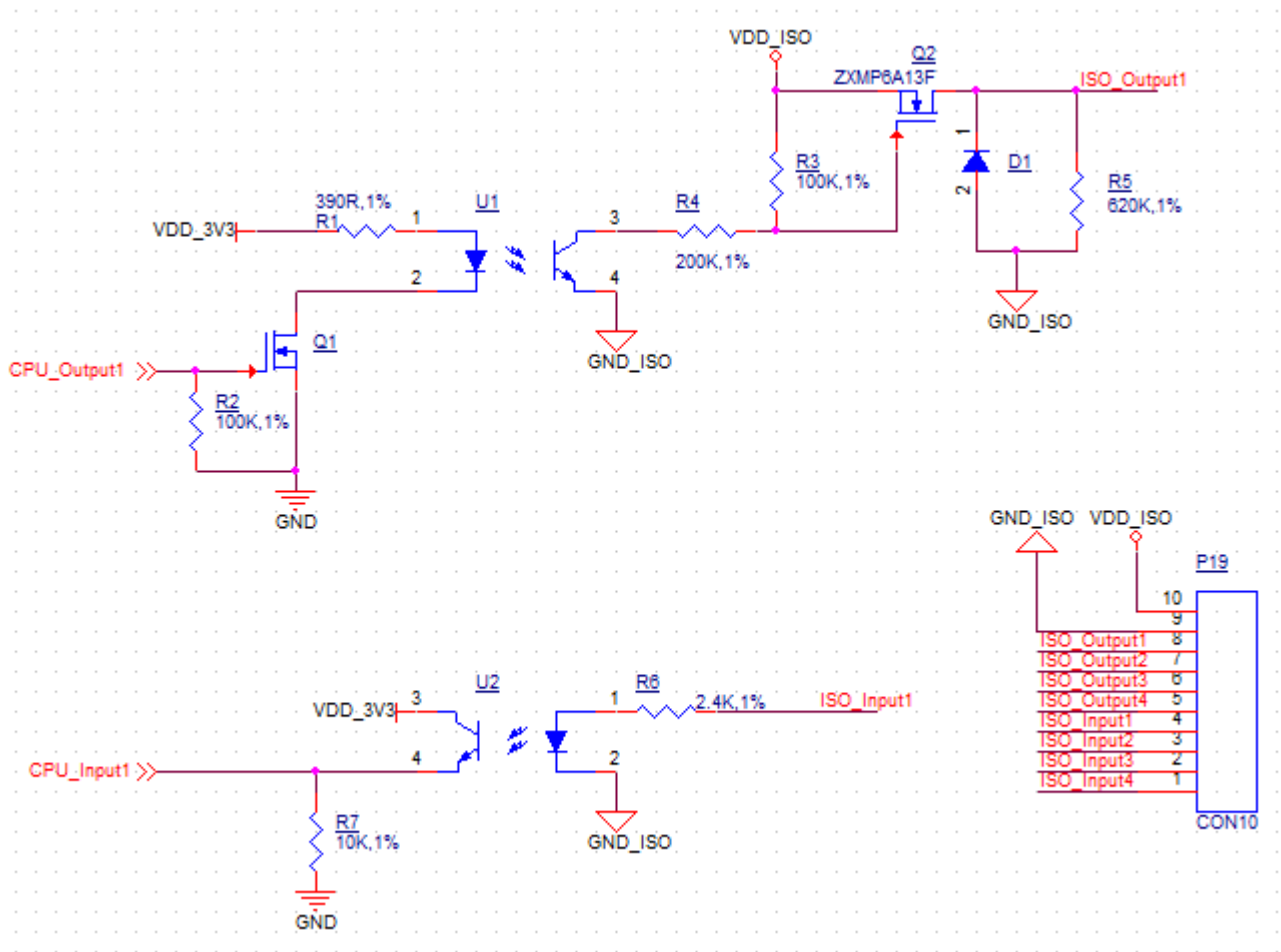 VDD_ISO
Q2
ZXMP6A13F
ISO_Output1
1
2
D1
R3
100K,1%
R5
620K,1%
390R,1%
R1
VDD_3V3
1
U1
3
R4
200K,1%
2
4
GND_ISO
GND_ISO
Q1
CPU_Output1
R2
100K,1%
GND
GND_ISO
VDD_ISO
P19
10
9
ISO_Output1 8
ISO_Output2 7
ISO_Output3 6
ISO_Output4 5
ISO_Input1 4
ISO_Input2 3
ISO_Input3 2
ISO_Input4 1
CON10
VDD_3V3
3
U2
1
R6
2.4K,1%
ISO_Input1
4
2
CPU_Input1
R7
10K,1%
GND_ISO
GND